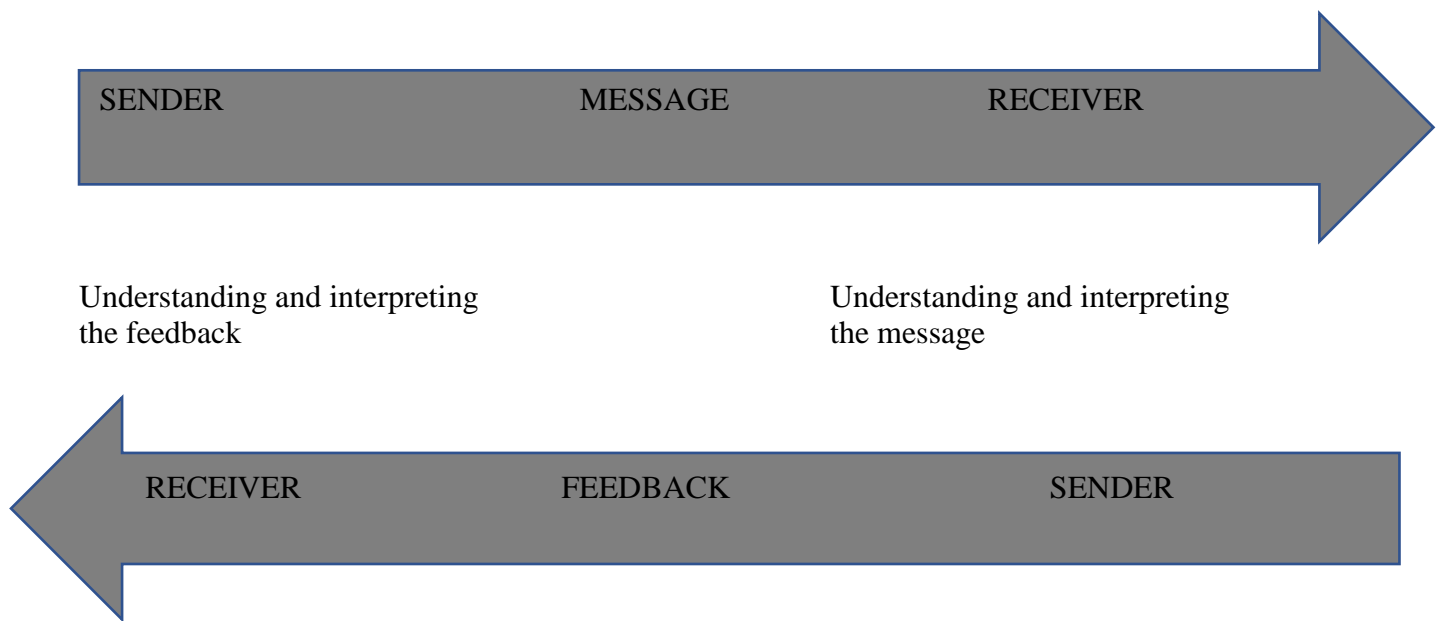 SENDER MESSAGE RECEIVER
Understanding and interpreting
the feedback
Understanding and interpreting
the message
RECEIVER FEEDBACK SENDER